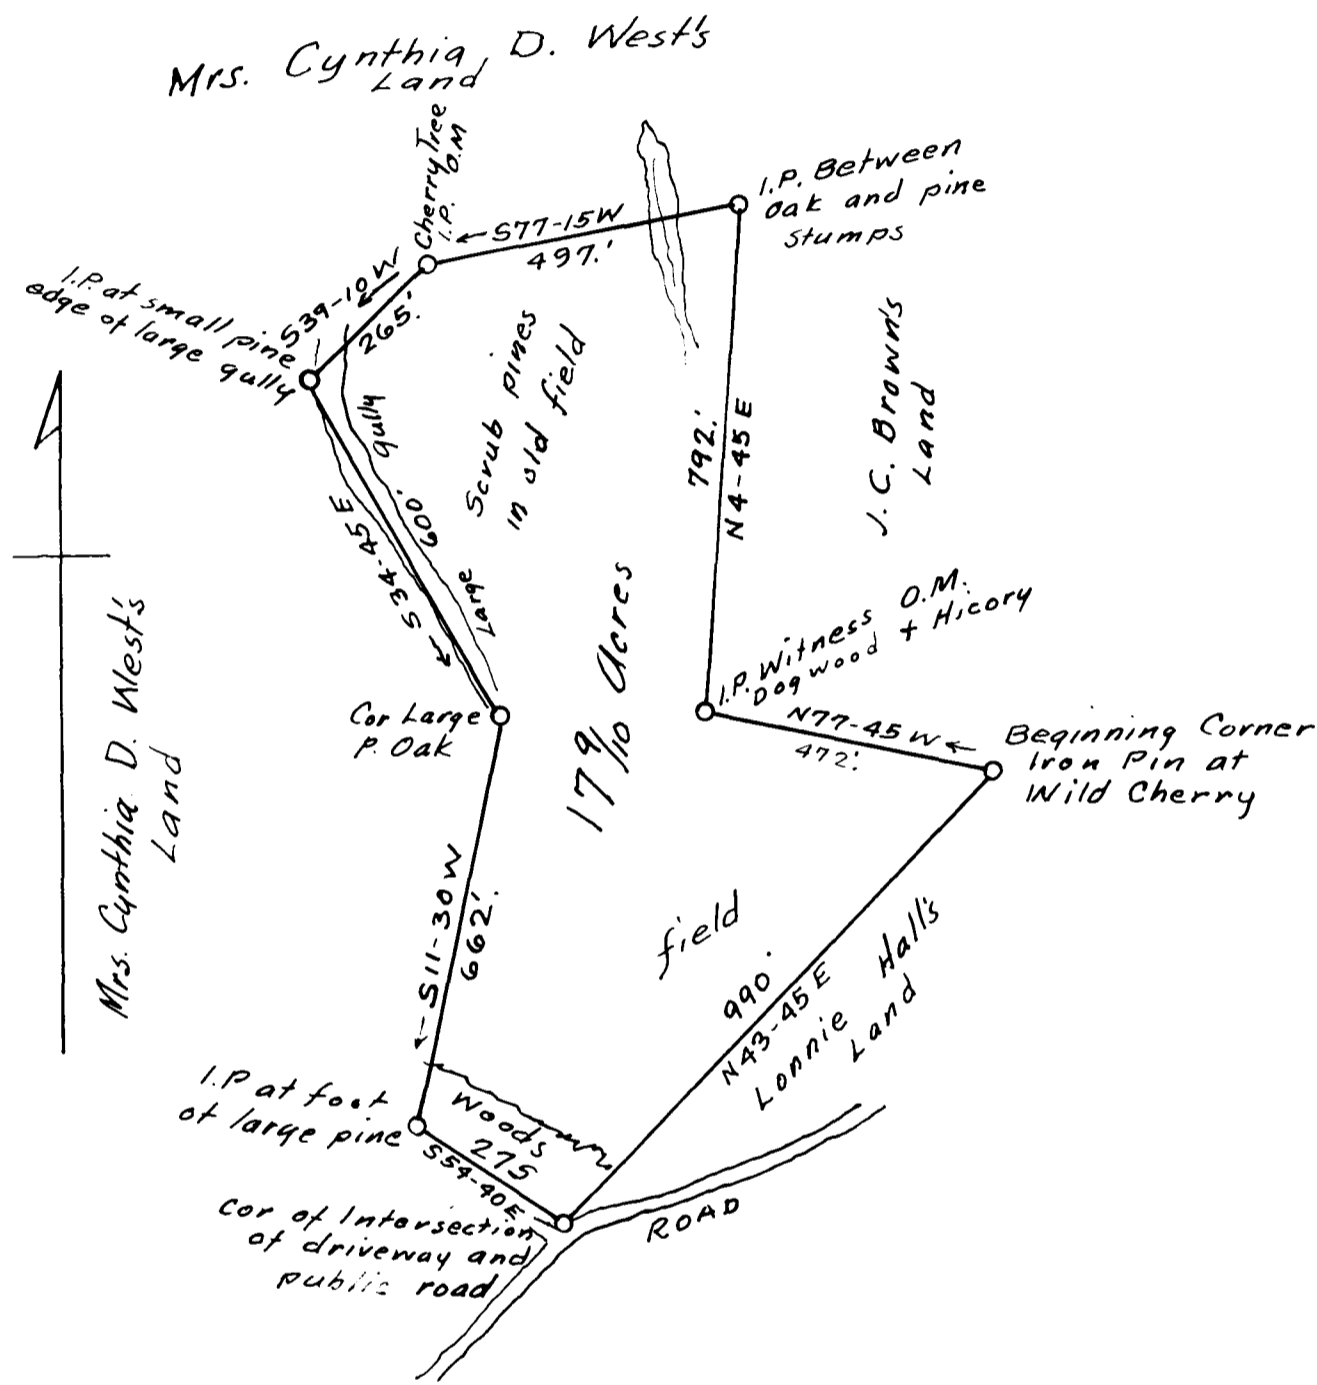 Mrs. Cynthia D. West's
Land
Cherry Tree
I.P. O.M
I.P. Between
Oak and pine
Stumps
←S77-15W
497.'
S39-10W
265.'
I.P. at small pine
edge of large gully
Scrub pines
in old field
gully
Large
600.'
←S34-45E
792.'
N4-45E
J.C. Brown's
Land
Mrs. Cynthia D. West's
Land
17 9/10 Acres
I.P. Witness O.M.
Dogwood + Hicory
Cor Large
P. Oak
N77-45W←
472.'
Beginning Corner
Iron Pin at
Wild Cherry
←S11-30W
662.'
field
990'
N43-45E
Lonnie Hall's
Land
I.P at foot
of large pine
Woods
275
S54-40E
Cor of Intersection
of driveway and
public road
ROAD